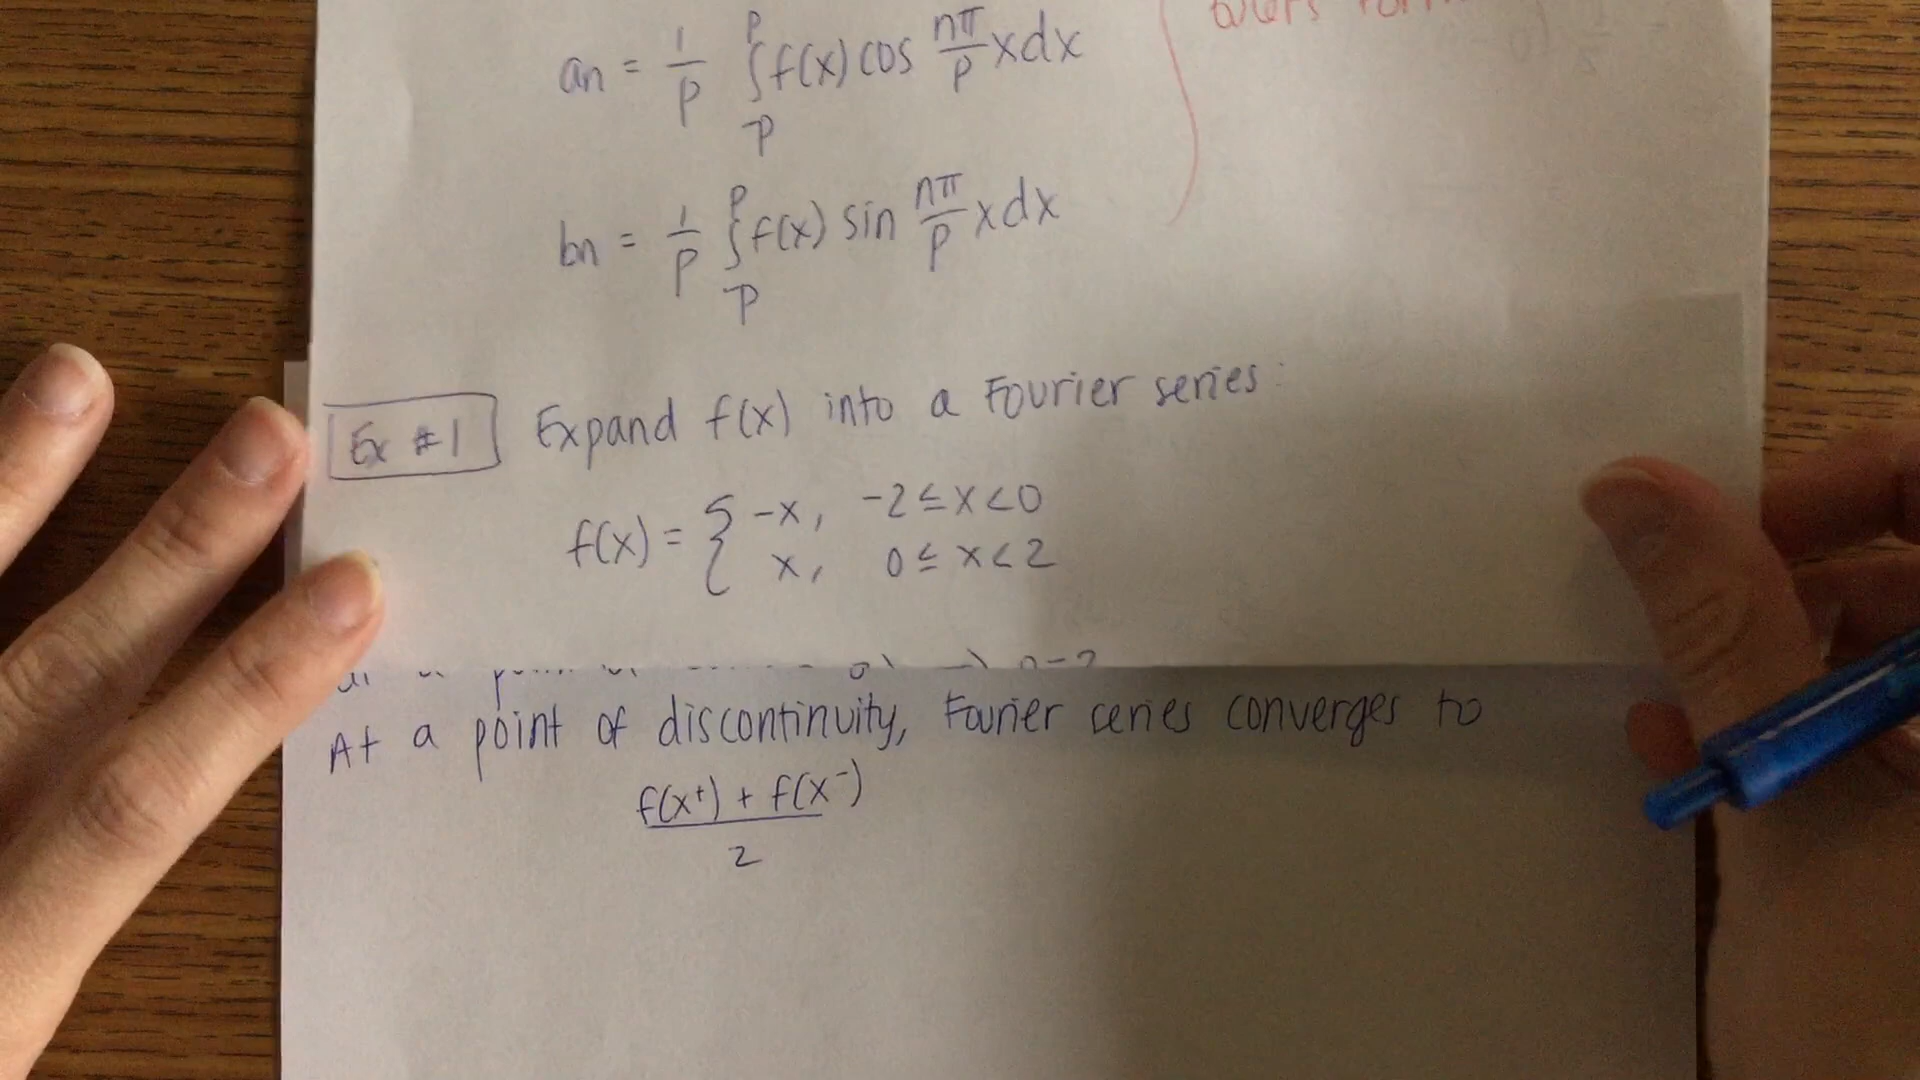 an = 1/p ∫_{-p}^{p} f(x) cos nπ/p x dx
bn = 1/p ∫_{-p}^{p} f(x) sin nπ/p x dx
Ex #1 Expand f(x) into a Fourier series:
f(x) = { -x, -2 ≤ x < 0
x, 0 ≤ x < 2
At a point of discontinuity, Fourier series converges to
f(x⁺) + f(x⁻)
2